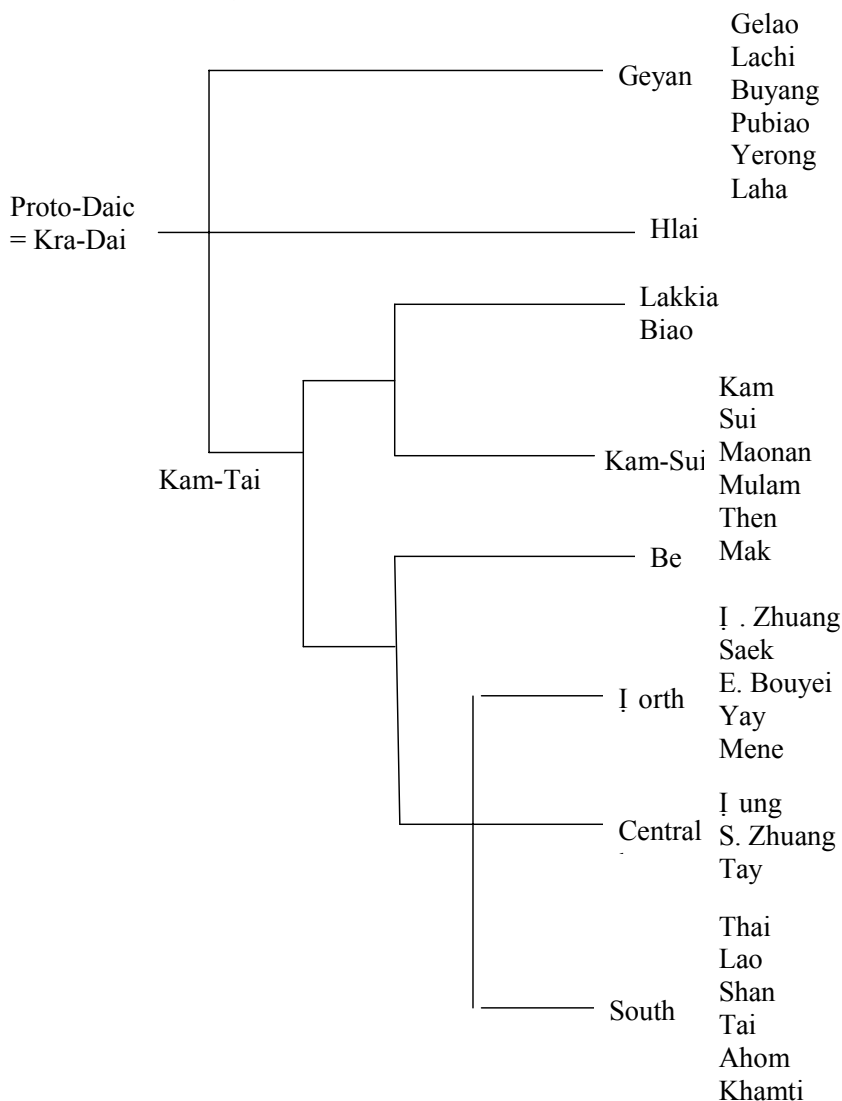 Proto-Daic
= Kra-Dai
Geyan
Gelao
Lachi
Buyang
Pubiao
Yerong
Laha
Hlai
Lakkia
Biao
Kam-Tai
Kam-Sui
Kam
Sui
Maonan
Mulam
Then
Mak
Be
Ị orth
Ị . Zhuang
Saek
E. Bouyei
Yay
Mene
Central
Ị ung
S. Zhuang
Tay
South
Thai
Lao
Shan
Tai
Ahom
Khamti